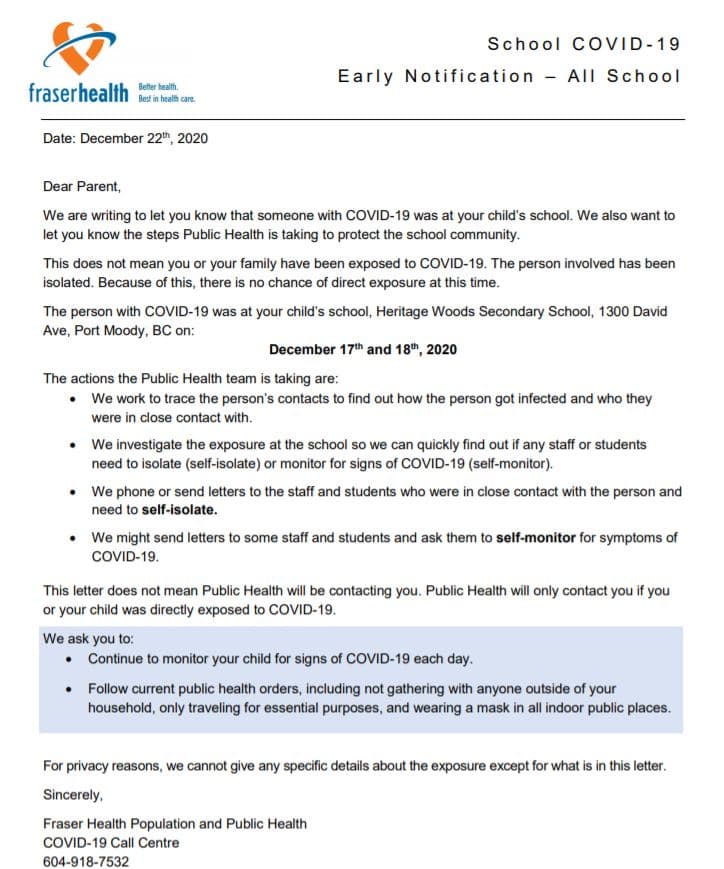 School COVID-19
Early Notification – All School
fraserhealth
Better health.
Best in health care.
Date: December 22th, 2020
Dear Parent,
We are writing to let you know that someone with COVID-19 was at your child's school. We also want to
let you know the steps Public Health is taking to protect the school community.
This does not mean you or your family have been exposed to COVID-19. The person involved has been
isolated. Because of this, there is no chance of direct exposure at this time.
The person with COVID-19 was at your child's school, Heritage Woods Secondary School, 1300 David
Ave, Port Moody, BC on:
December 17th and 18th, 2020
The actions the Public Health team is taking are:
• We work to trace the person's contacts to find out how the person got infected and who they
were in close contact with.
• We investigate the exposure at the school so we can quickly find out if any staff or students
need to isolate (self-isolate) or monitor for signs of COVID-19 (self-monitor).
• We phone or send letters to the staff and students who were in close contact with the person and
need to self-isolate.
• We might send letters to some staff and students and ask them to self-monitor for symptoms of
COVID-19.
This letter does not mean Public Health will be contacting you. Public Health will only contact you if you
or your child was directly exposed to COVID-19.
We ask you to:
• Continue to monitor your child for signs of COVID-19 each day.
• Follow current public health orders, including not gathering with anyone outside of your
household, only traveling for essential purposes, and wearing a mask in all indoor public places.
For privacy reasons, we cannot give any specific details about the exposure except for what is in this letter.
Sincerely,
Fraser Health Population and Public Health
COVID-19 Call Centre
604-918-7532